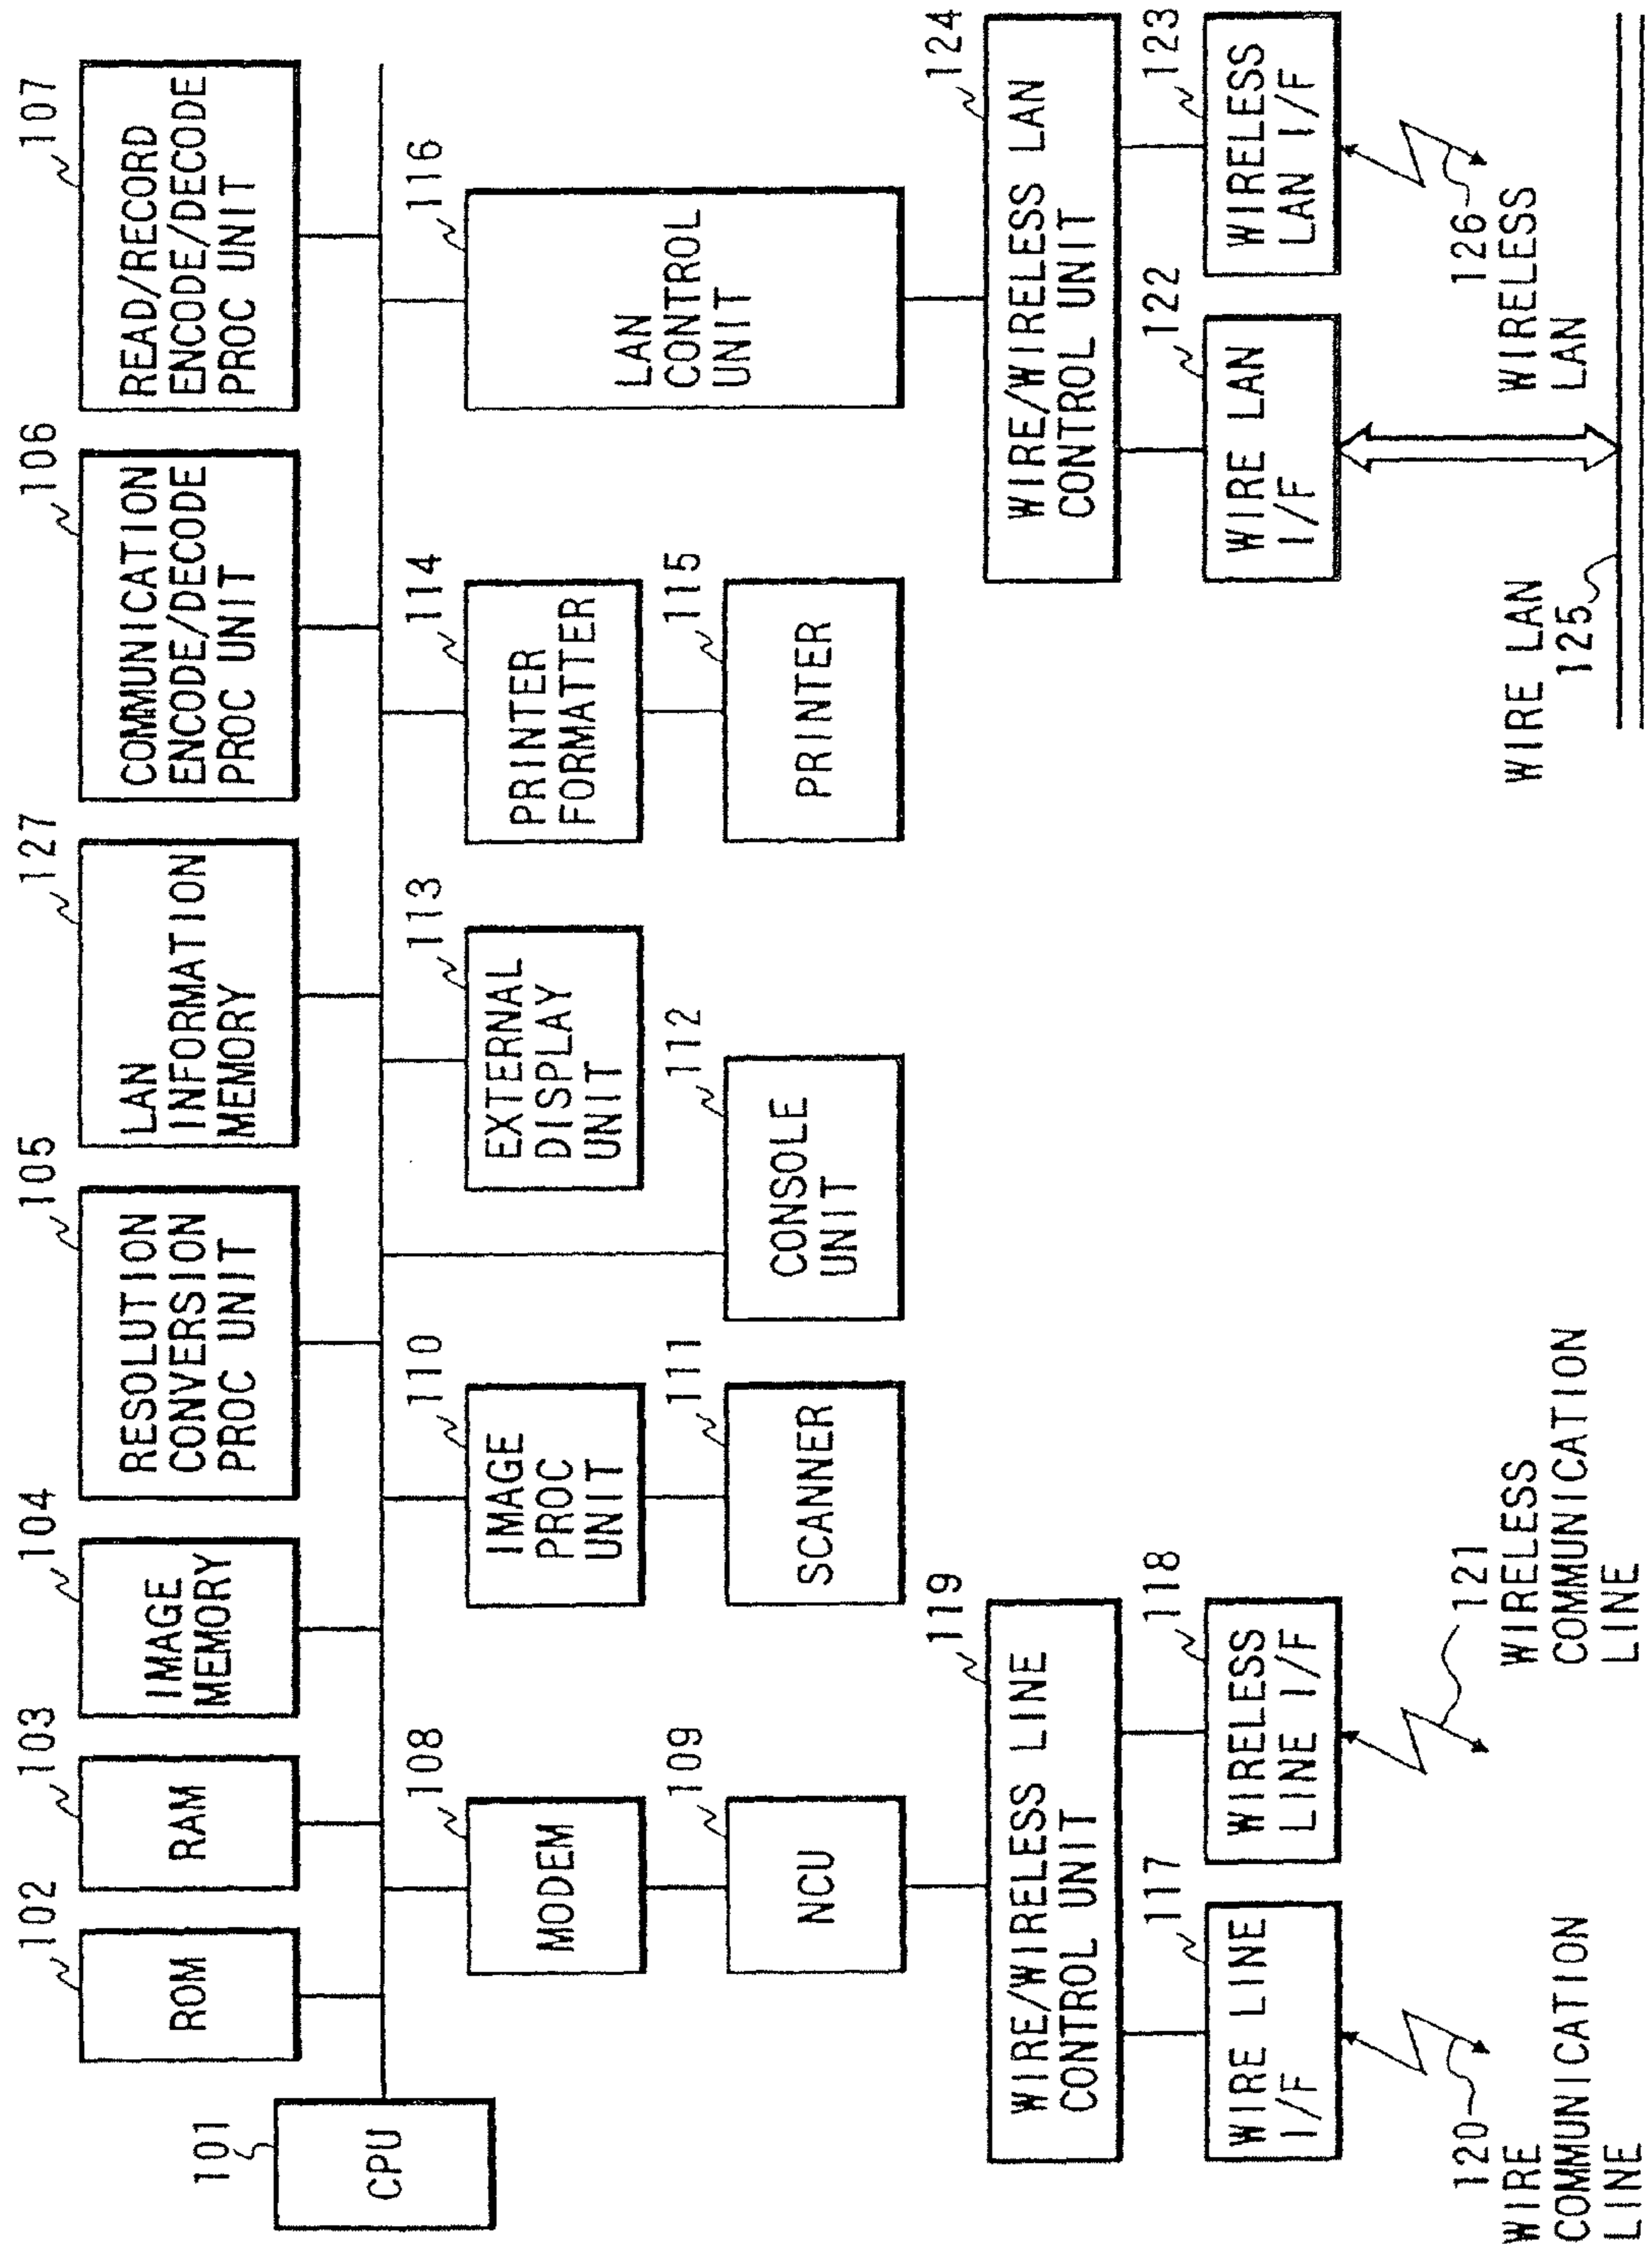 101
CPU
102
ROM
103
RAM
104
IMAGE
MEMORY
105
RESOLUTION
CONVERSION
PROC UNIT
127
LAN
INFORMATION
MEMORY
106
COMMUNICATION
ENCODE/DECODE
PROC UNIT
107
READ/RECORD
ENCODE/DECODE
PROC UNIT
108
MODEM
110
IMAGE
PROC
UNIT
113
EXTERNAL
DISPLAY
UNIT
114
PRINTER
FORMATTER
116
LAN
CONTROL
UNIT
109
NCU
111
SCANNER
112
CONSOLE
UNIT
115
PRINTER
119
WIRE/WIRELESS LINE
CONTROL UNIT
124
WIRE/WIRELESS LAN
CONTROL UNIT
117
WIRE LINE
I/F
118
WIRELESS
LINE I/F
122
WIRE LAN
I/F
123
WIRELESS
LAN I/F
120
WIRE
COMMUNICATION
LINE
121
WIRELESS
COMMUNICATION
LINE
WIRE LAN
125
126
WIRELESS
LAN